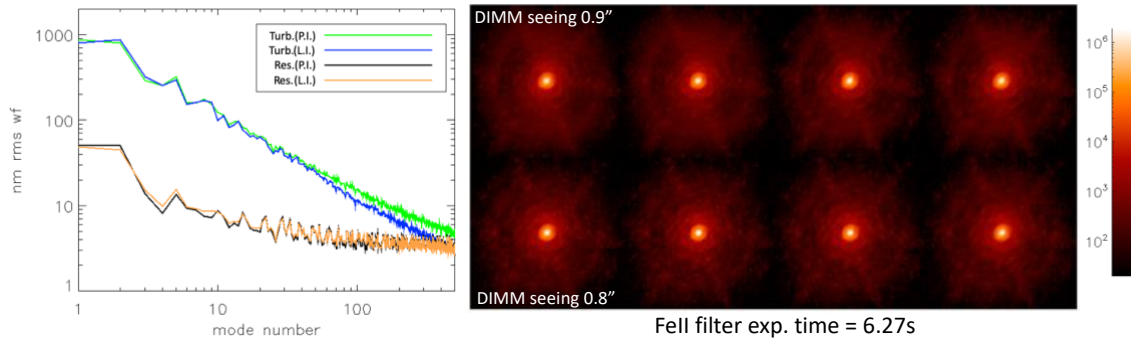 1000
100
10
1
nm rms wf
1
10
100
mode number
Turb.(P.I.)
Turb.(L.I.)
Res.(P.I.)
Res.(L.I.)
DIMM seeing 0.9”
DIMM seeing 0.8”
FeII filter exp. time = 6.27s
10⁶
10⁵
10⁴
10³
10²